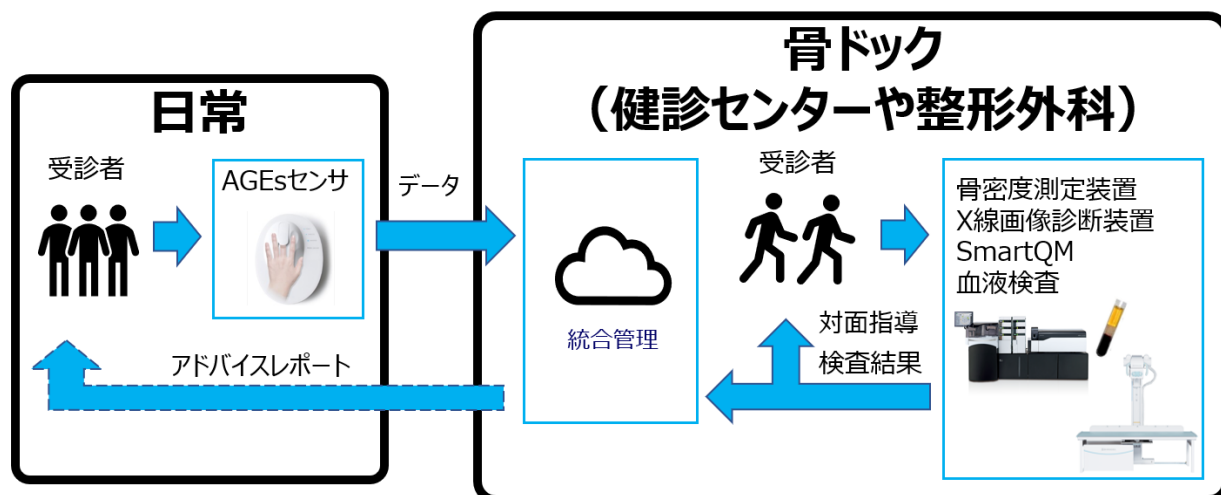 骨ドック
（健診センターや整形外科）
日常
受診者
AGEsセンサ
データ
アドバイスレポート
統合管理
受診者
対面指導
検査結果
骨密度測定装置
X線画像診断装置
SmartQM
血液検査